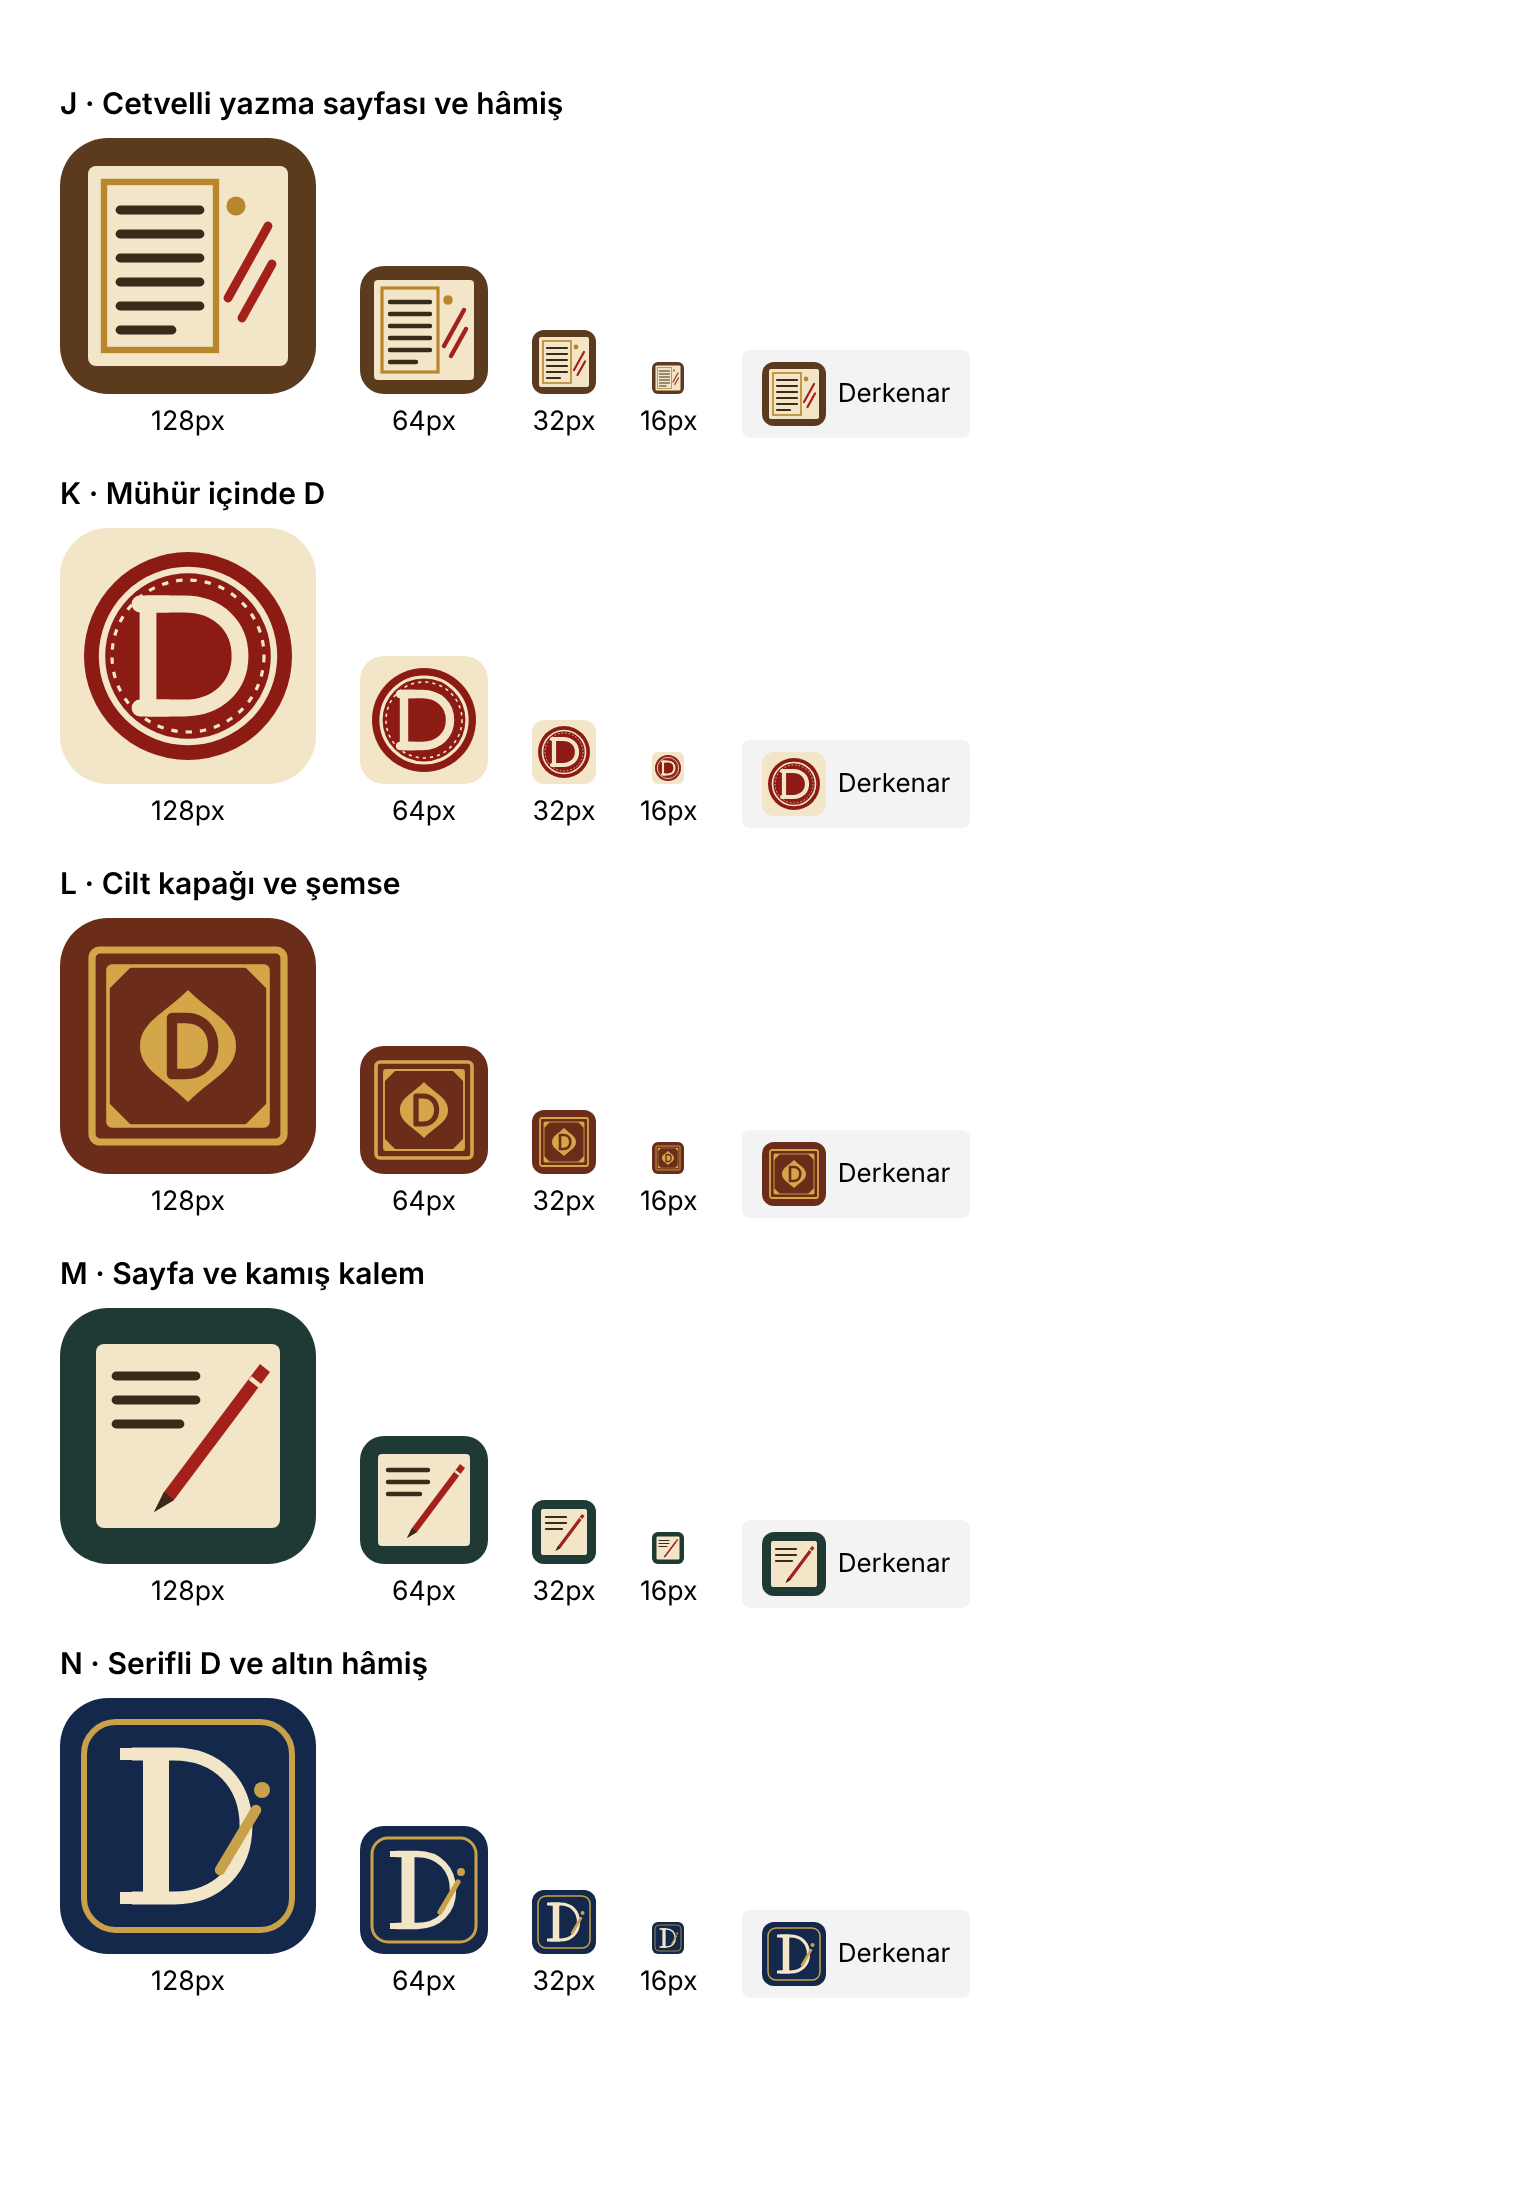 J · Cetvelli yazma sayfası ve hâmiş
128px 64px 32px 16px Derkenar
K · Mühür içinde D
D D D D D
128px 64px 32px 16px Derkenar
L · Cilt kapağı ve şemse
D D D D D
128px 64px 32px 16px Derkenar
M · Sayfa ve kamış kalem
128px 64px 32px 16px Derkenar
N · Serifli D ve altın hâmiş
D D D D D
128px 64px 32px 16px Derkenar